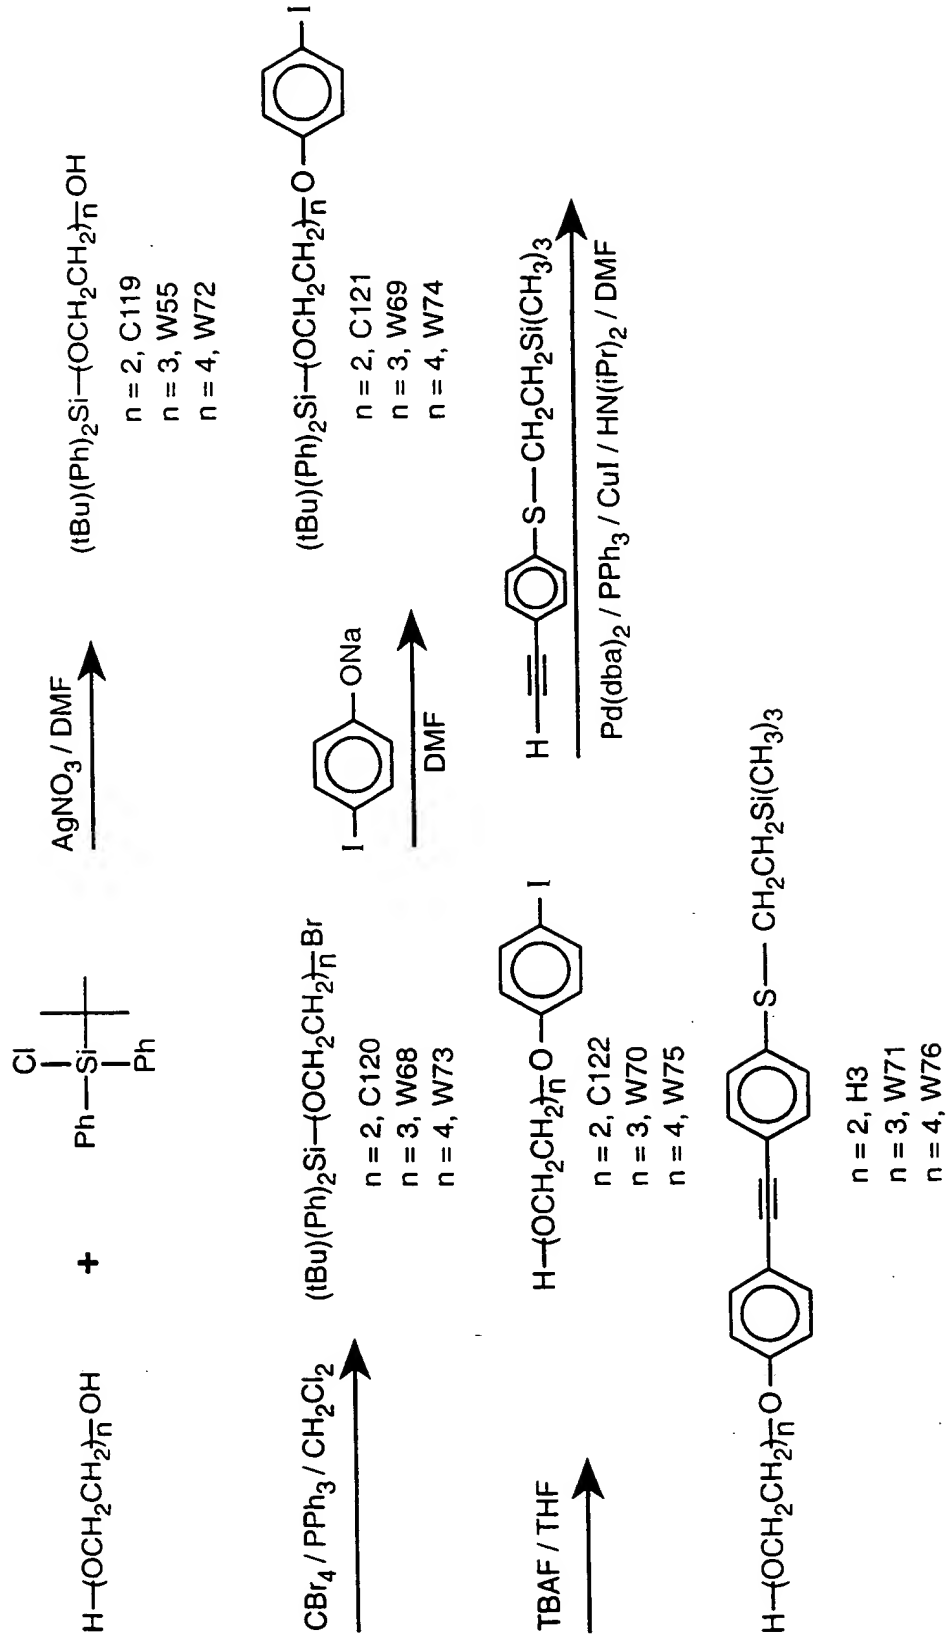 H-(OCH2CH2)n-OH
+
Cl
Ph-Si
Ph
AgNO3 / DMF
(tBu)(Ph)2Si-(OCH2CH2)n-OH
n = 2, C119
n = 3, W55
n = 4, W72
CBr4 / PPh3 / CH2Cl2
(tBu)(Ph)2Si-(OCH2CH2)n-Br
n = 2, C120
n = 3, W68
n = 4, W73
I ONa
DMF
(tBu)(Ph)2Si-(OCH2CH2)n-O I
n = 2, C121
n = 3, W69
n = 4, W74
TBAF / THF
H-(OCH2CH2)n-O I
n = 2, C122
n = 3, W70
n = 4, W75
H S-CH2CH2Si(CH3)3
Pd(dba)2 / PPh3 / CuI / HN(iPr)2 / DMF
H-(OCH2CH2)n-O S-CH2CH2Si(CH3)3
n = 2, H3
n = 3, W71
n = 4, W76